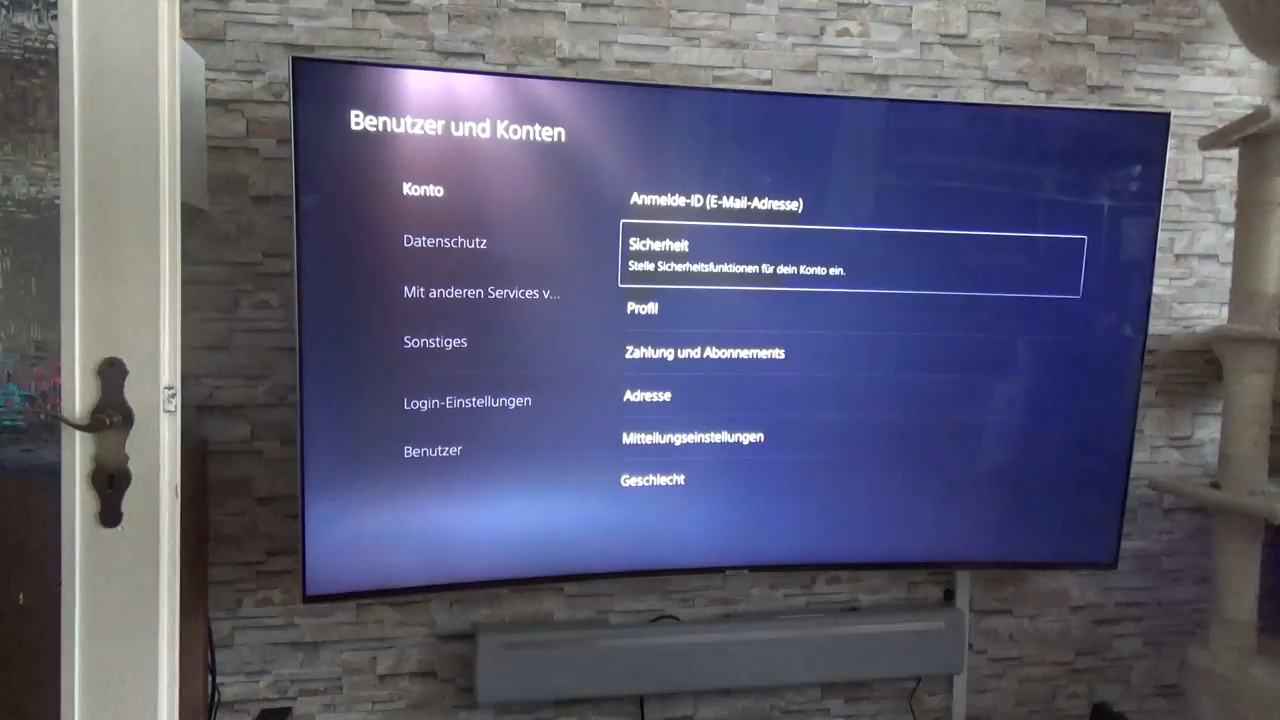 Benutzer und Konten
Konto
Datenschutz
Mit anderen Services v...
Sonstiges
Login-Einstellungen
Benutzer
Anmelde-ID (E-Mail-Adresse)
Sicherheit
Stelle Sicherheitsfunktionen für dein Konto ein.
Profil
Zahlung und Abonnements
Adresse
Mitteilungseinstellungen
Geschlecht